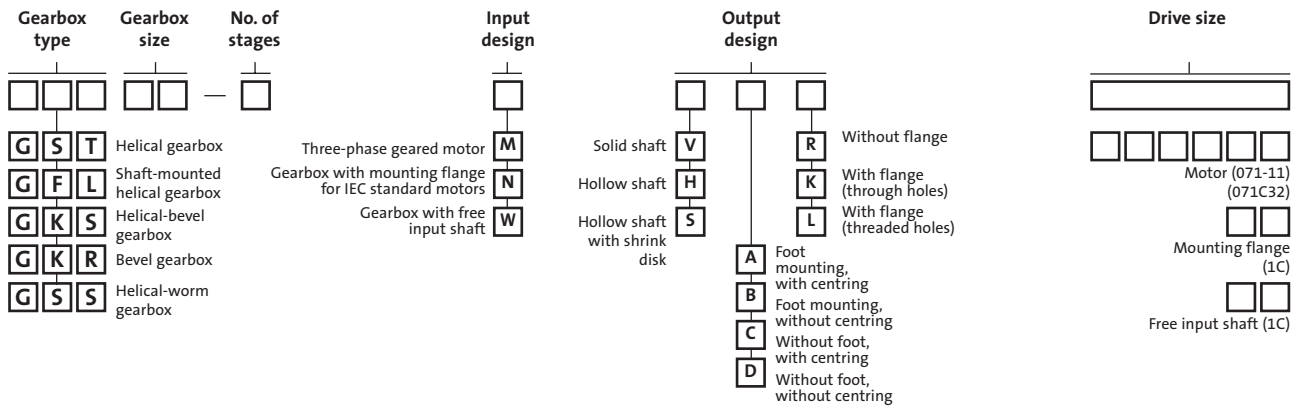 Gearbox
type
Gearbox
size
No. of
stages
Input
design
Output
design
Drive size
—
G S T Helical gearbox
G F L Shaft-mounted
helical gearbox
G K S Helical-bevel
gearbox
G K R Bevel gearbox
G S S Helical-worm
gearbox
Three-phase geared motor M
Gearbox with mounting flange
for IEC standard motors N
Gearbox with free
input shaft W
Solid shaft V
Hollow shaft H
Hollow shaft
with shrink
disk S
A Foot
mounting,
with centring
B Foot mounting,
without centring
C Without foot,
with centring
D Without foot,
without centring
R Without flange
K With flange
(through holes)
L With flange
(threaded holes)
Motor (071-11)
(071C32)
Mounting flange
(1C)
Free input shaft (1C)